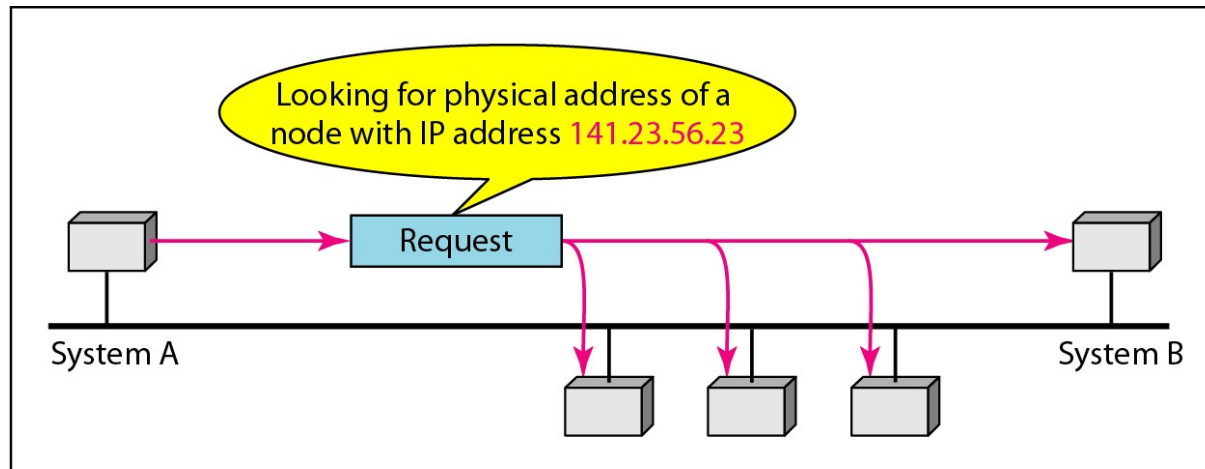 Looking for physical address of a
node with IP address 141.23.56.23
Request
System A
System B